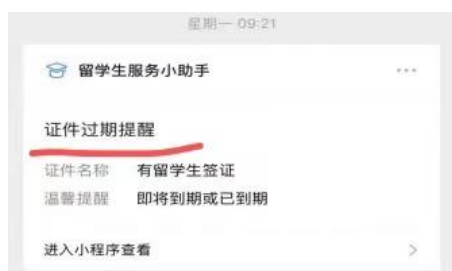 星期一 09:21
留学生服务小助手
证件过期提醒
证件名称 有留学生签证
温馨提醒 即将到期或已到期
进入小程序查看